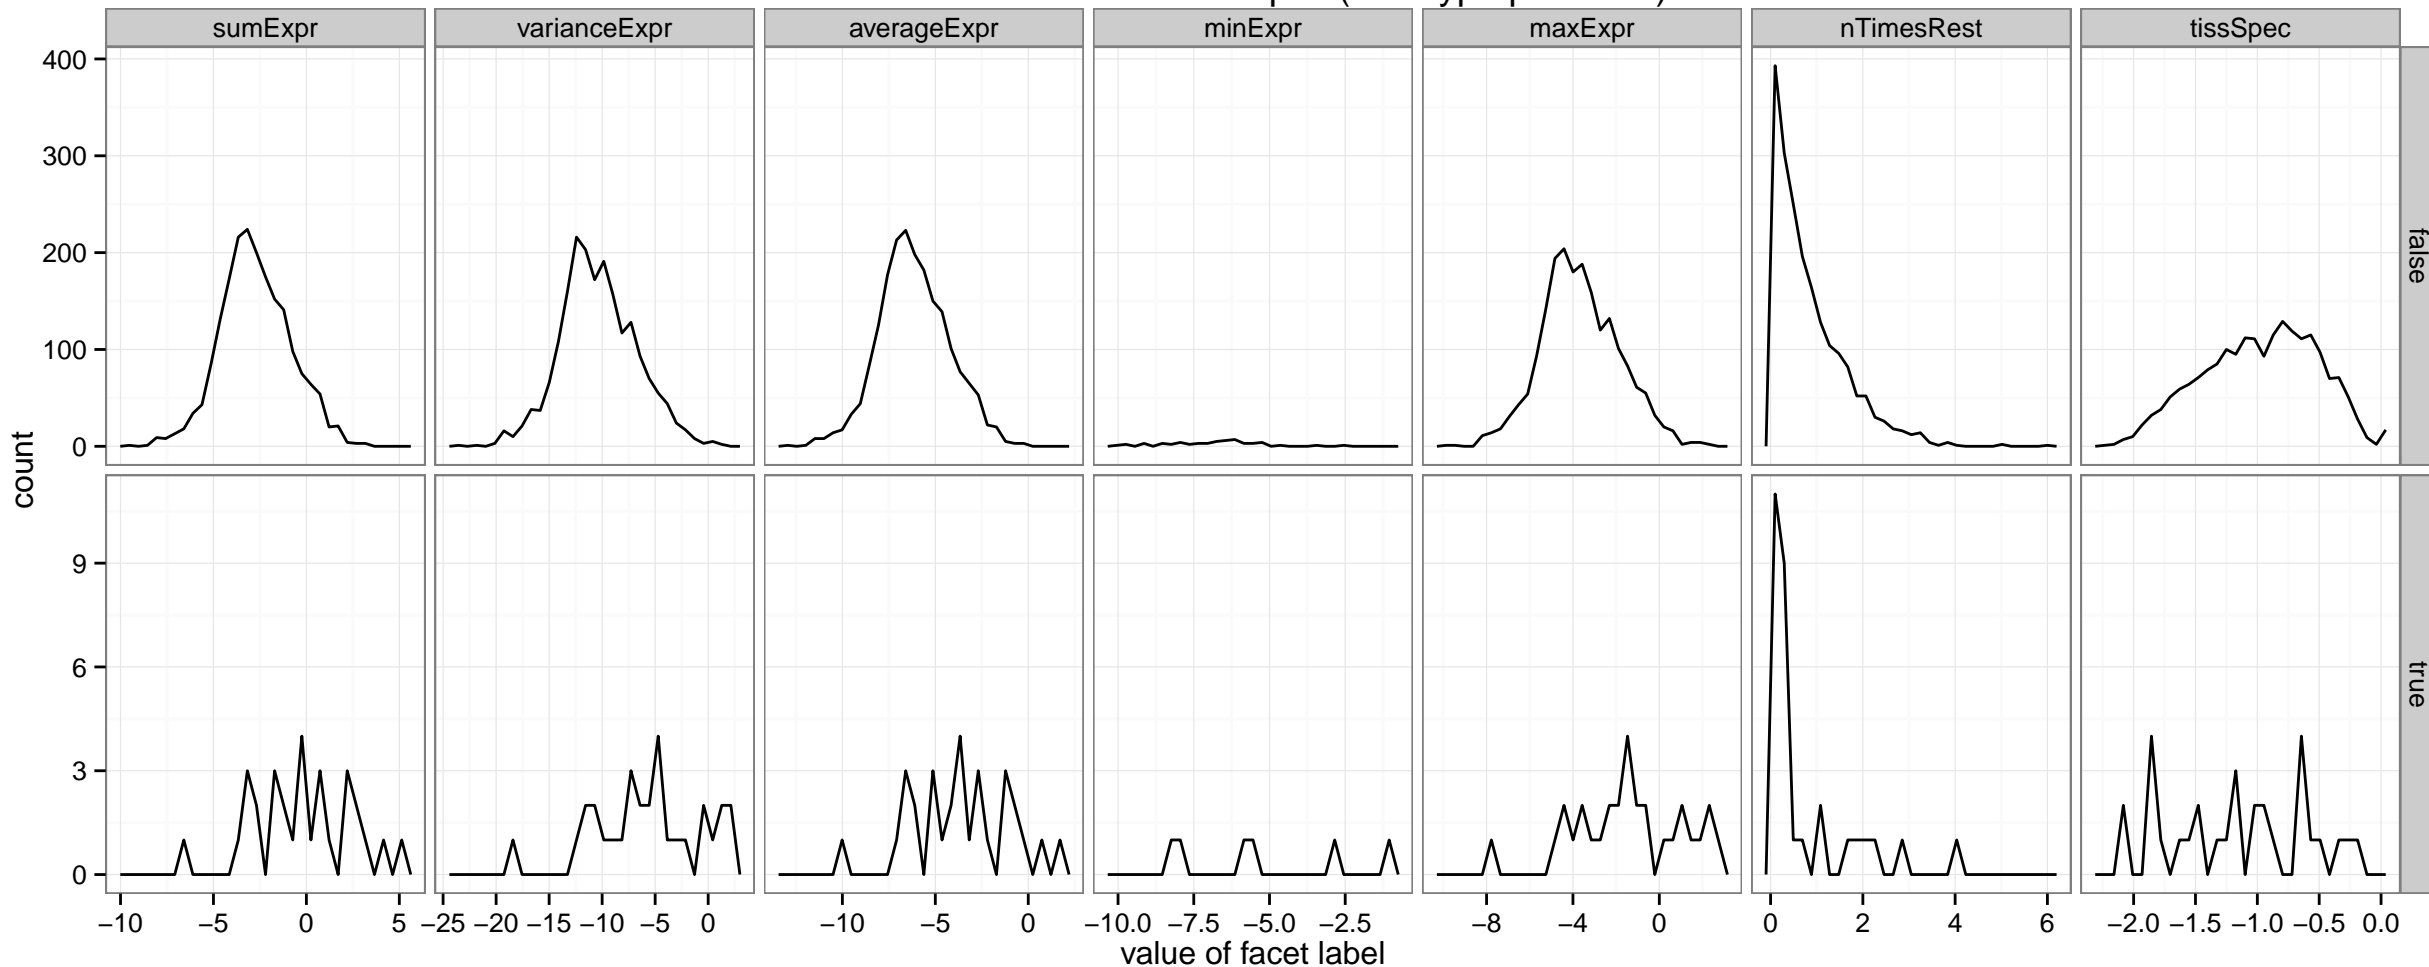 sumExpr varianceExpr averageExpr minExpr maxExpr nTimesRest tissSpec
400
300
200
100
0
false
count
9
6
3
0
true
−10 −5 0 5 −25 −20 −15 −10 −5 0 −10 −5 0 −10.0 −7.5 −5.0 −2.5 −8 −4 0 0 2 4 6 −2.0 −1.5 −1.0 −0.5 0.0
value of facet label